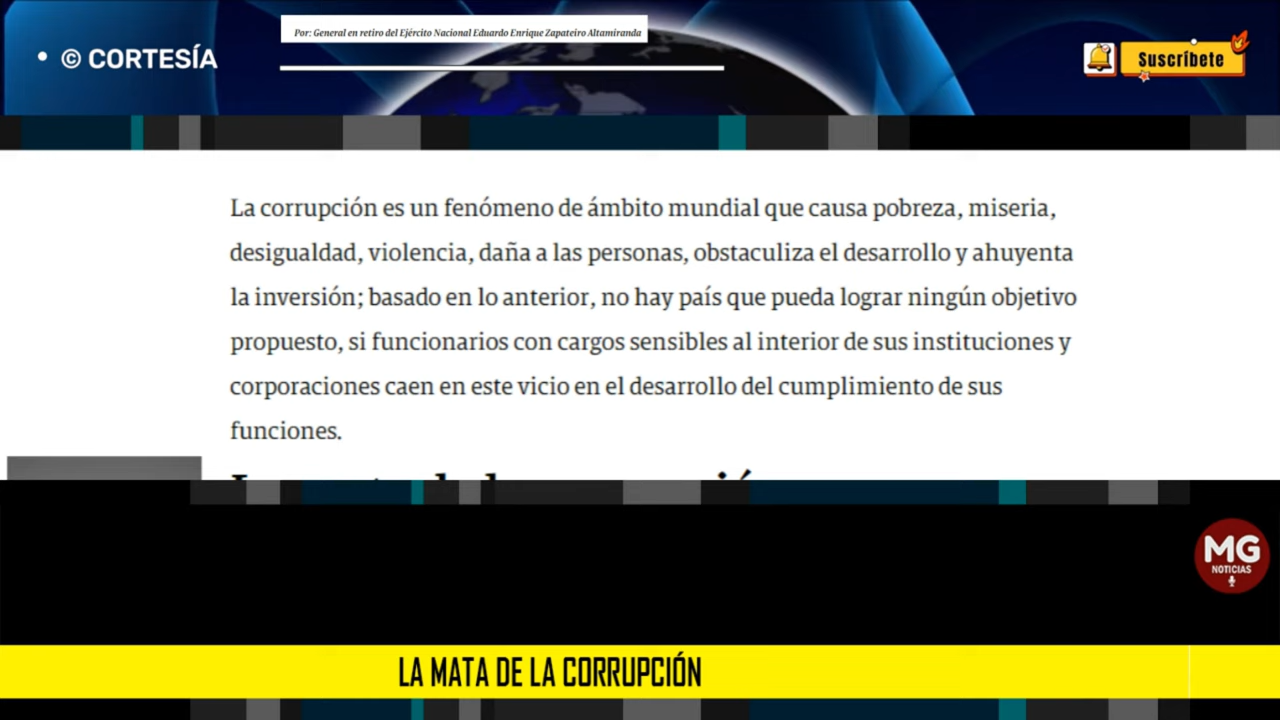 Por: General en retiro del Ejército Nacional Eduardo Enrique Zapateiro Altamiranda
• © CORTESÍA
Suscríbete
La corrupción es un fenómeno de ámbito mundial que causa pobreza, miseria,
desigualdad, violencia, daña a las personas, obstaculiza el desarrollo y ahuyenta
la inversión; basado en lo anterior, no hay país que pueda lograr ningún objetivo
propuesto, si funcionarios con cargos sensibles al interior de sus instituciones y
corporaciones caen en este vicio en el desarrollo del cumplimiento de sus
funciones.
MG
NOTICIAS
LA MATA DE LA CORRUPCIÓN